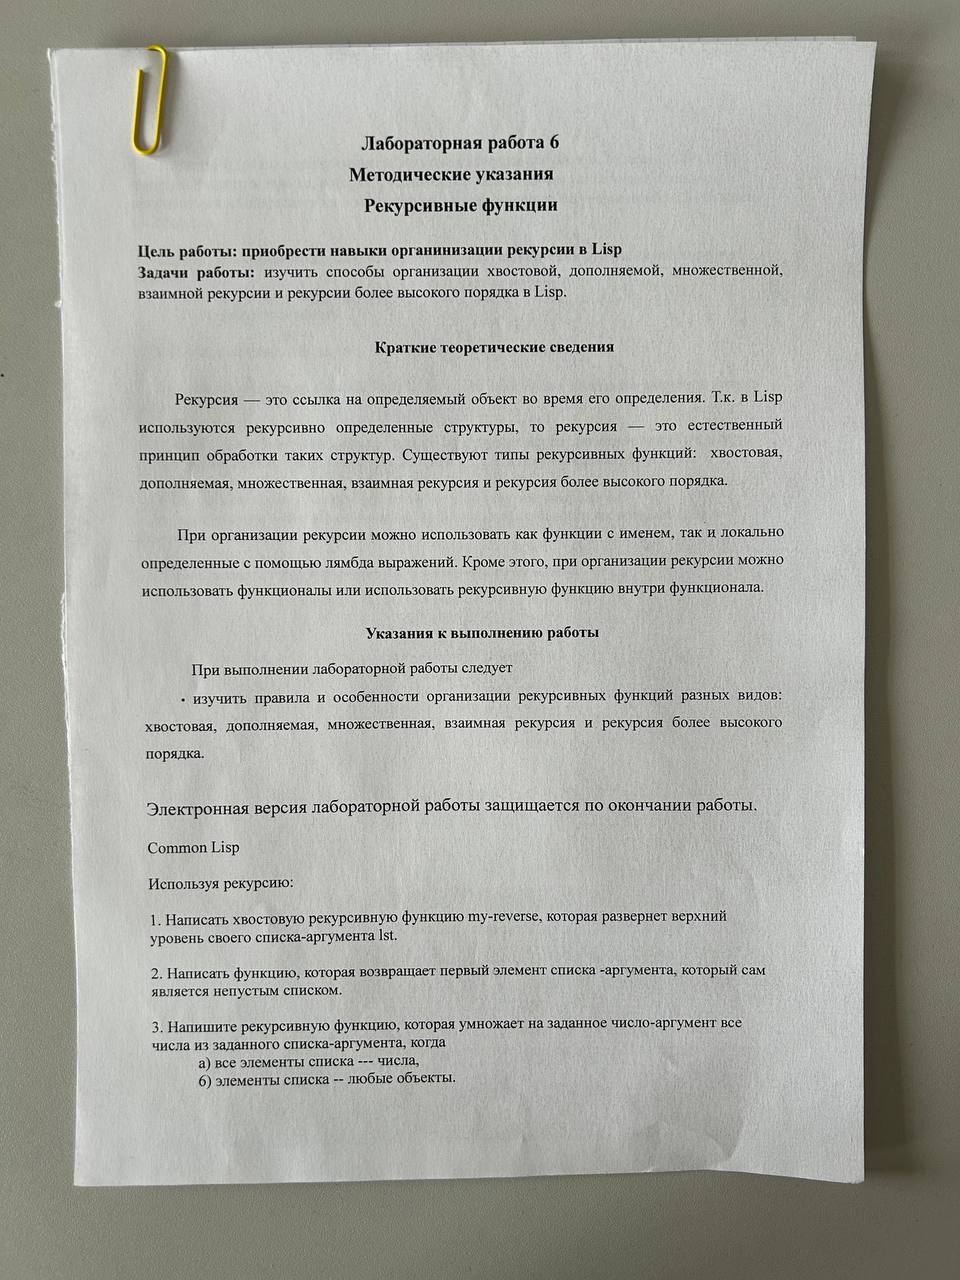 Лабораторная работа 6
Методические указания
Рекурсивные функции
Цель работы: приобрести навыки органинизации рекурсии в Lisp
Задачи работы: изучить способы организации хвостовой, дополняемой, множественной,
взаимной рекурсии и рекурсии более высокого порядка в Lisp.
Краткие теоретические сведения
Рекурсия — это ссылка на определяемый объект во время его определения. Т.к. в Lisp
используются рекурсивно определенные структуры, то рекурсия — это естественный
принцип обработки таких структур. Существуют типы рекурсивных функций: хвостовая,
дополняемая, множественная, взаимная рекурсия и рекурсия более высокого порядка.
При организации рекурсии можно использовать как функции с именем, так и локально
определенные с помощью лямбда выражений. Кроме этого, при организации рекурсии можно
использовать функционалы или использовать рекурсивную функцию внутри функционала.
Указания к выполнению работы
При выполнении лабораторной работы следует
• изучить правила и особенности организации рекурсивных функций разных видов:
хвостовая, дополняемая, множественная, взаимная рекурсия и рекурсия более высокого
порядка.
Электронная версия лабораторной работы защищается по окончании работы.
Common Lisp
Используя рекурсию:
1. Написать хвостовую рекурсивную функцию my-reverse, которая развернет верхний
уровень своего списка-аргумента lst.
2. Написать функцию, которая возвращает первый элемент списка -аргумента, который сам
является непустым списком.
3. Напишите рекурсивную функцию, которая умножает на заданное число-аргумент все
числа из заданного списка-аргумента, когда
а) все элементы списка --- числа,
б) элементы списка -- любые объекты.